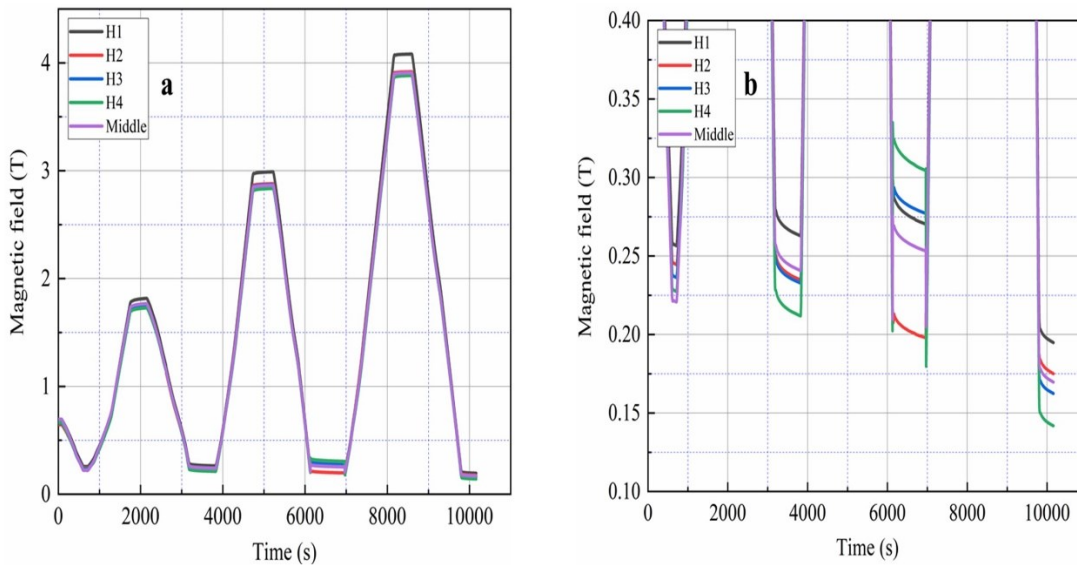 H1
H2
H3
H4
Middle
a
4
3
2
1
0
Magnetic field (T)
0 2000 4000 6000 8000 10000
Time (s)
H1
H2
H3
H4
Middle
b
0.40
0.35
0.30
0.25
0.20
0.15
0.10
Magnetic field (T)
0 2000 4000 6000 8000 10000
Time (s)